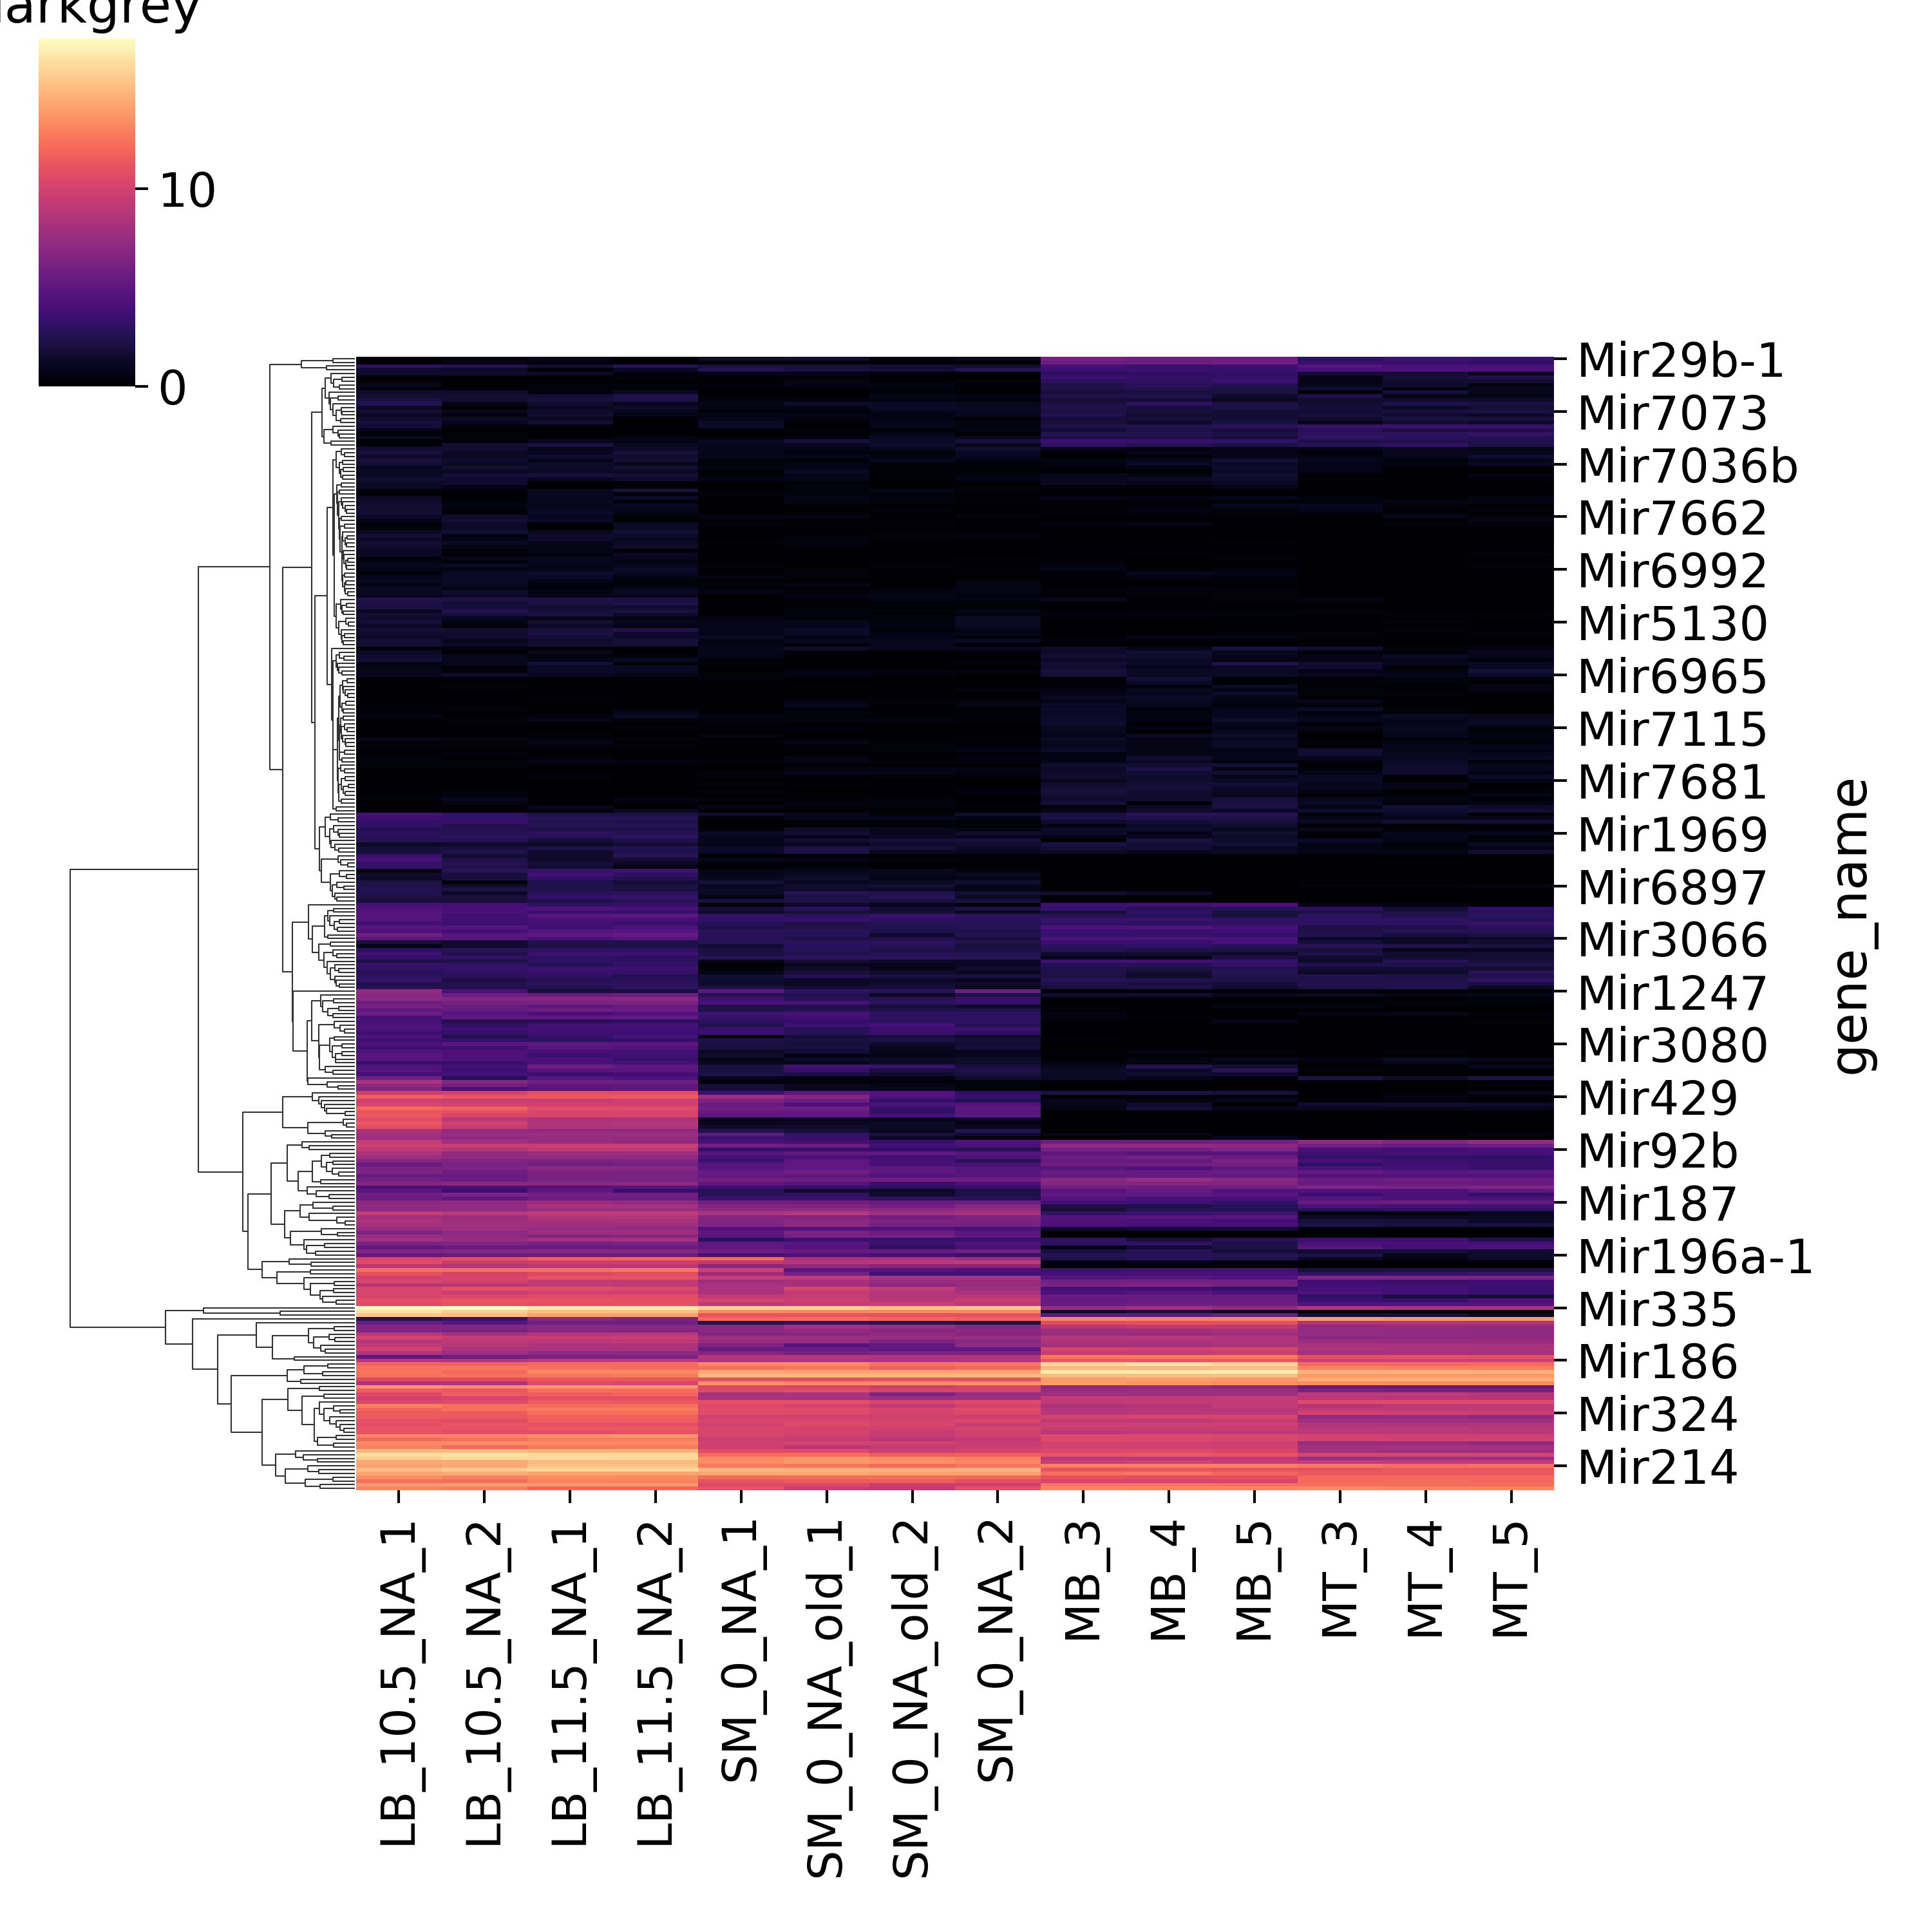 arkgrey
10
0
Mir29b-1
Mir7073
Mir7036b
Mir7662
Mir6992
Mir5130
Mir6965
Mir7115
Mir7681
Mir1969
Mir6897
Mir3066
Mir1247
Mir3080
Mir429
Mir92b
Mir187
Mir196a-1
Mir335
Mir186
Mir324
Mir214
gene_name
LB_10.5_NA_1
LB_10.5_NA_2
LB_11.5_NA_1
LB_11.5_NA_2
SM_0_NA_1
SM_0_NA_old_1
SM_0_NA_old_2
SM_0_NA_2
MB_3
MB_4
MB_5
MT_3
MT_4
MT_5